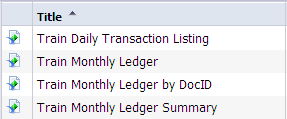 Title
Train Daily Transaction Listing
Train Monthly Ledger
Train Monthly Ledger by DocID
Train Monthly Ledger Summary